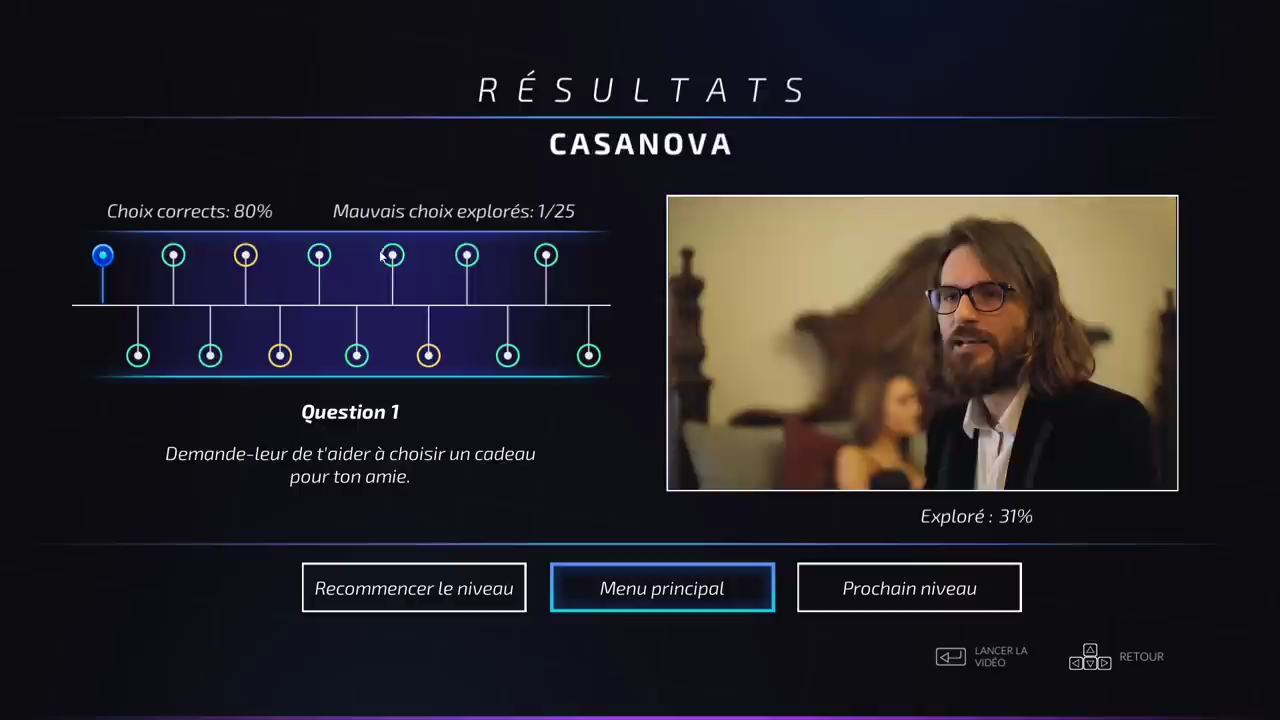 RÉSULTATS
CASANOVA
Choix corrects: 80%
Mauvais choix explorés: 1/25
Question 1
Demande-leur de t'aider à choisir un cadeau
pour ton amie.
Exploré : 31%
Recommencer le niveau
Menu principal
Prochain niveau
LANCER LA
VIDÉO
RETOUR